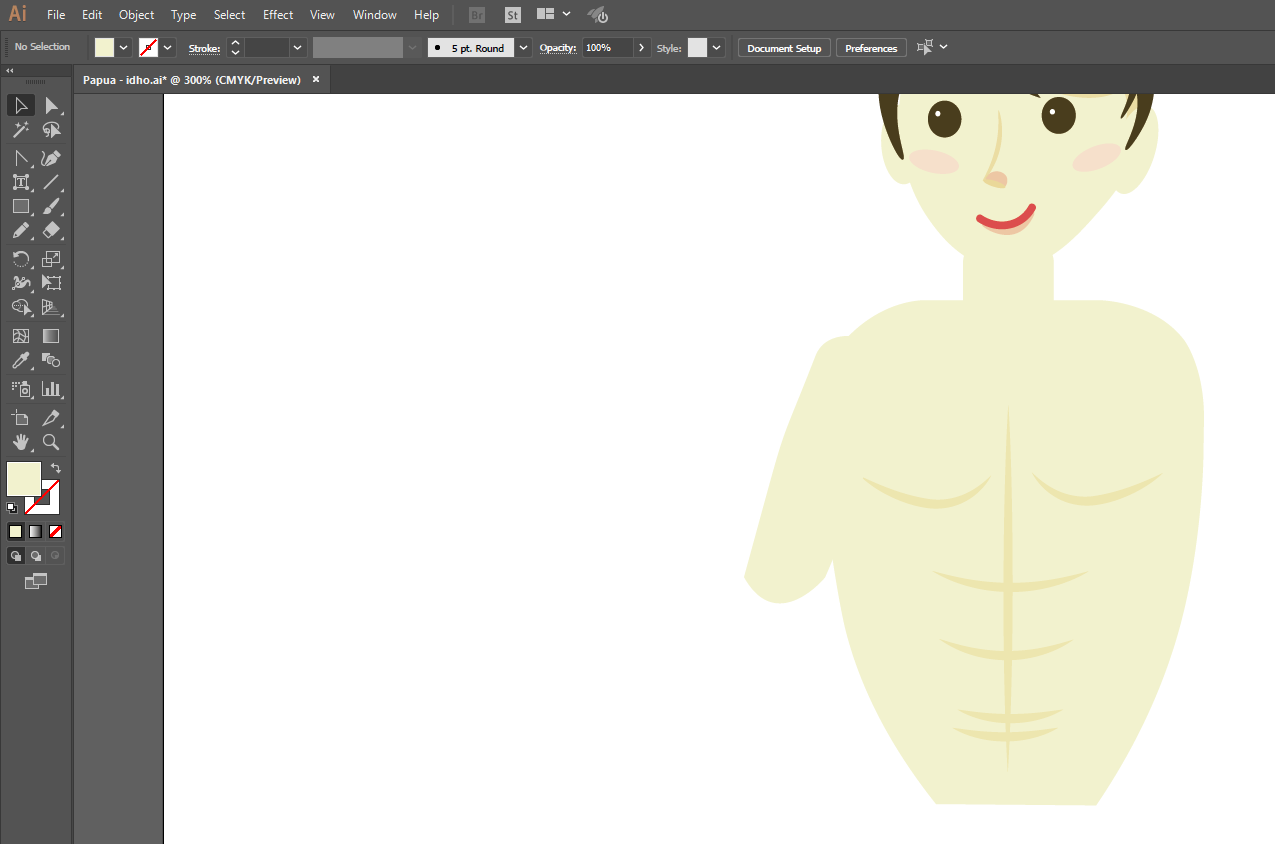 Ai File Edit Object Type Select Effect View Window Help Br St
No Selection Stroke: 5 pt. Round Opacity: 100% Style: Document Setup Preferences
Papua - idho.ai* @ 300% (CMYK/Preview) ×